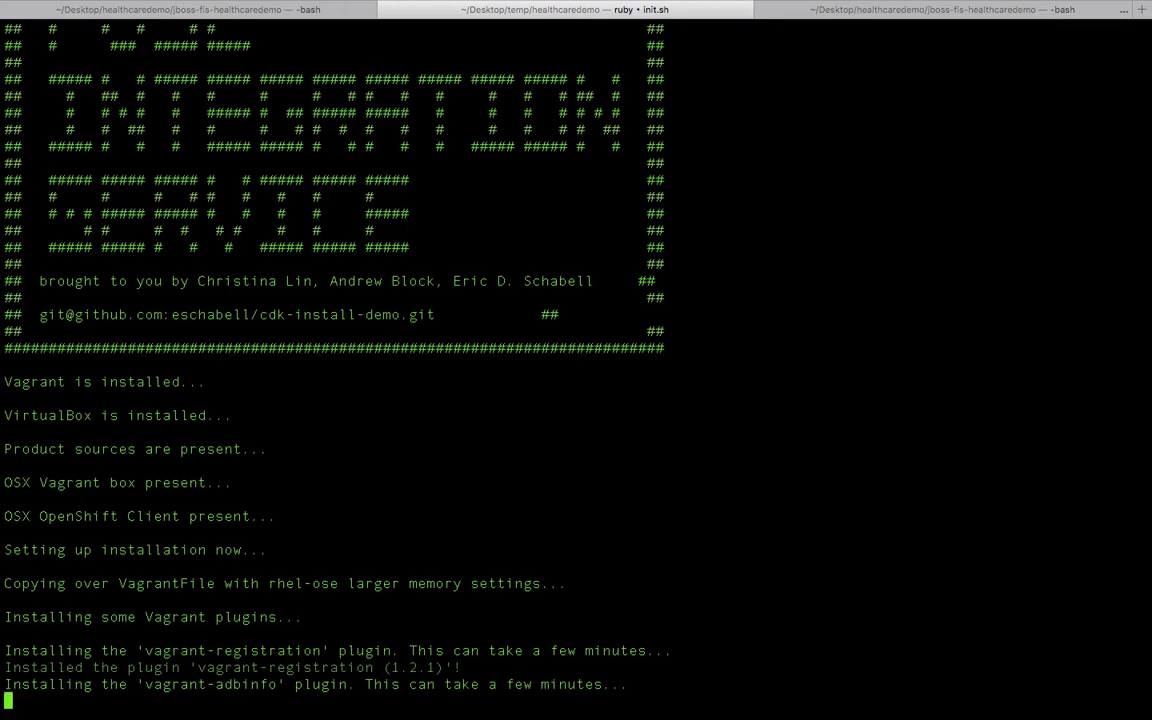 ~/Desktop/healthcaredemo/jboss-fis-healthcaredemo — -bash
~/Desktop/temp/healthcaredemo — ruby • init.sh
~/Desktop/healthcaredemo/jboss-fis-healthcaredemo — -bash
... +
INTEGRATION
SERVICE
## brought to you by Christina Lin, Andrew Block, Eric D. Schabell ##
## git@github.com:eschabell/cdk-install-demo.git ##
Vagrant is installed...
VirtualBox is installed...
Product sources are present...
OSX Vagrant box present...
OSX OpenShift Client present...
Setting up installation now...
Copying over VagrantFile with rhel-ose larger memory settings...
Installing some Vagrant plugins...
Installing the 'vagrant-registration' plugin. This can take a few minutes...
Installed the plugin 'vagrant-registration (1.2.1)'!
Installing the 'vagrant-adbinfo' plugin. This can take a few minutes...